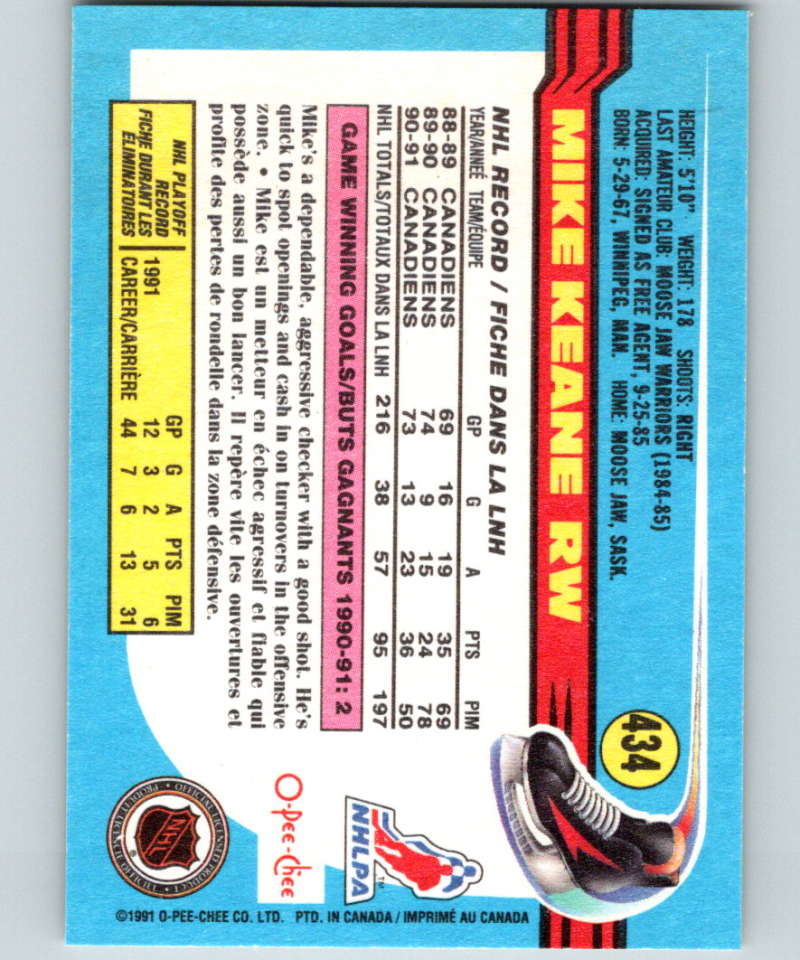 HEIGHT: 5'10" WEIGHT: 178 SHOOTS: RIGHT
LAST AMATEUR CLUB: MOOSE JAW WARRIORS (1984-85)
ACQUIRED: SIGNED AS FREE AGENT, 9-25-85
BORN: 5-29-67, WINNIPEG, MAN. HOME: MOOSE JAW, SASK.
434
MIKE KEANE RW
NHL RECORD / FICHE DANS LA LNH
YEAR/ANNEÉ TEAM/ÉQUIPE GP G A PTS PIM
88-89 CANADIENS 69 16 19 35 69
89-90 CANADIENS 74 9 15 24 78
90-91 CANADIENS 73 13 23 36 50
NHL TOTALS/TOTAUX DANS LA LNH 216 38 57 95 197
GAME WINNING GOALS/BUTS GAGNANTS 1990-91: 2
Mike's a dependable, aggressive checker with a good shot. He's
quick to spot openings and cash in on turnovers in the offensive
zone. • Mike est un metteur en échec agressif et fiable qui
possède aussi un bon lancer. Il repère vite les ouvertures et
profite des pertes de rondelle dans la zone défensive.
NHL PLAYOFF
RECORD
FICHE DURANT LES
ÉLIMINATOIRES
GP G A PTS PIM
1991 12 3 2 5 6
CAREER/CARRIÈRE 44 7 6 13 31
NHLPA
TM
O-Pee-Chee
NHL
OFFICIAL LICENSED PRODUCT •
®
©1991 O-PEE-CHEE CO. LTD. PTD. IN CANADA / IMPRIMÉ AU CANADA